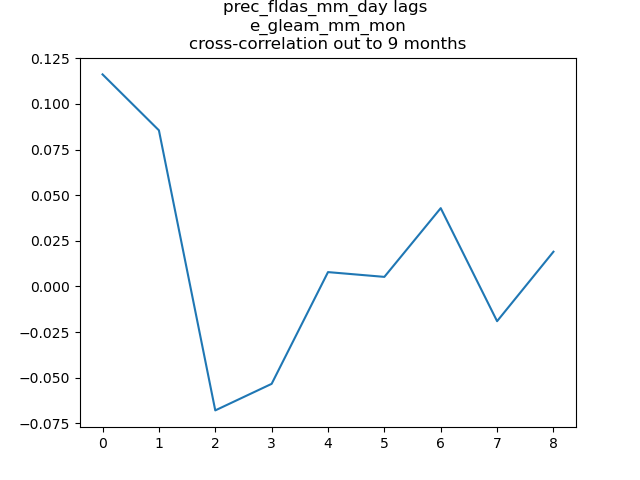 prec_fldas_mm_day lags
e_gleam_mm_mon
cross-correlation out to 9 months
0.125
0.100
0.075
0.050
0.025
0.000
−0.025
−0.050
−0.075
0 1 2 3 4 5 6 7 8